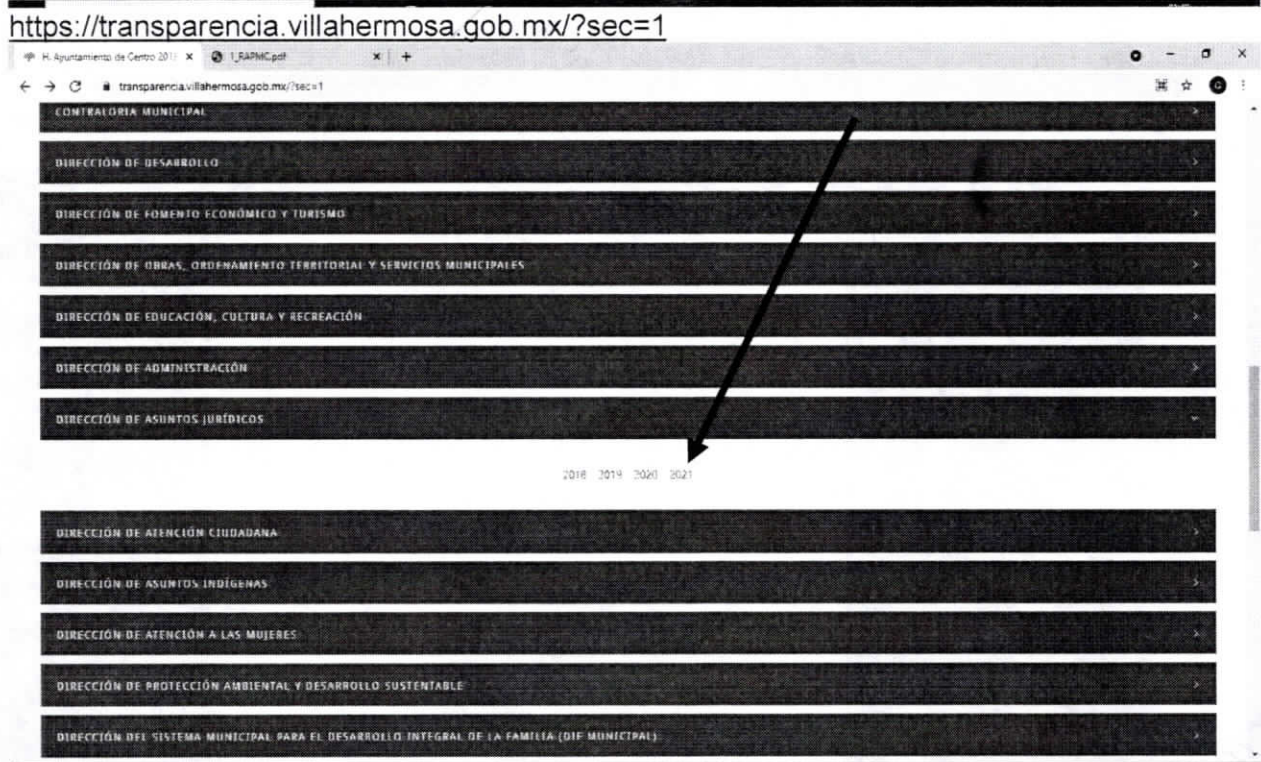 https://transparencia.villahermosa.gob.mx/?sec=1
H. Ayuntamiento de Centro 201
1_RAPMC.pdf
transparencia.villahermosa.gob.mx/?sec=1
CONTRALORIA MUNICIPAL
DIRECCIÓN DE DESARROLLO
DIRECCIÓN DE FOMENTO ECONÓMICO Y TURISMO
DIRECCIÓN DE OBRAS, ORDENAMIENTO TERRITORIAL Y SERVICIOS MUNICIPALES
DIRECCIÓN DE EDUCACIÓN, CULTURA Y RECREACIÓN
DIRECCIÓN DE ADMINISTRACIÓN
DIRECCIÓN DE ASUNTOS JURÍDICOS
2018 2019 2020 2021
DIRECCIÓN DE ATENCIÓN CIUDADANA
DIRECCIÓN DE ASUNTOS INDÍGENAS
DIRECCIÓN DE ATENCIÓN A LAS MUJERES
DIRECCIÓN DE PROTECCIÓN AMBIENTAL Y DESARROLLO SUSTENTABLE
DIRECCIÓN DEL SISTEMA MUNICIPAL PARA EL DESARROLLO INTEGRAL DE LA FAMILIA (DIF MUNICIPAL)